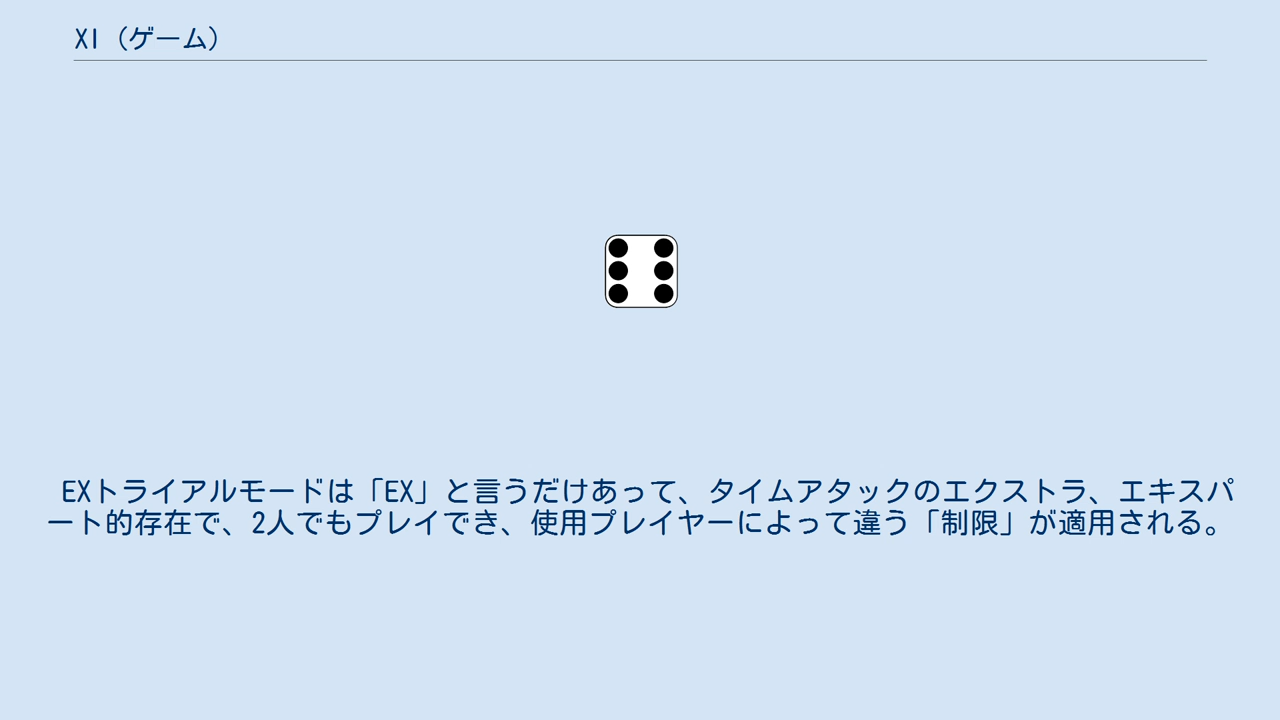 XI（ゲーム）
EXトライアルモードは「EX」と言うだけあって、タイムアタックのエクストラ、エキスパ
ート的存在で、2人でもプレイでき、使用プレイヤーによって違う「制限」が適用される。